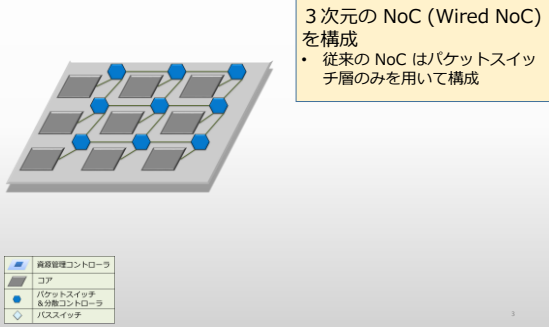 ３次元の NoC (Wired NoC)
を構成
• 従来の NoC はパケットスイッ
チ層のみを用いて構成
資源管理コントローラ
コア
パケットスイッチ
&分散コントローラ
パススイッチ
3